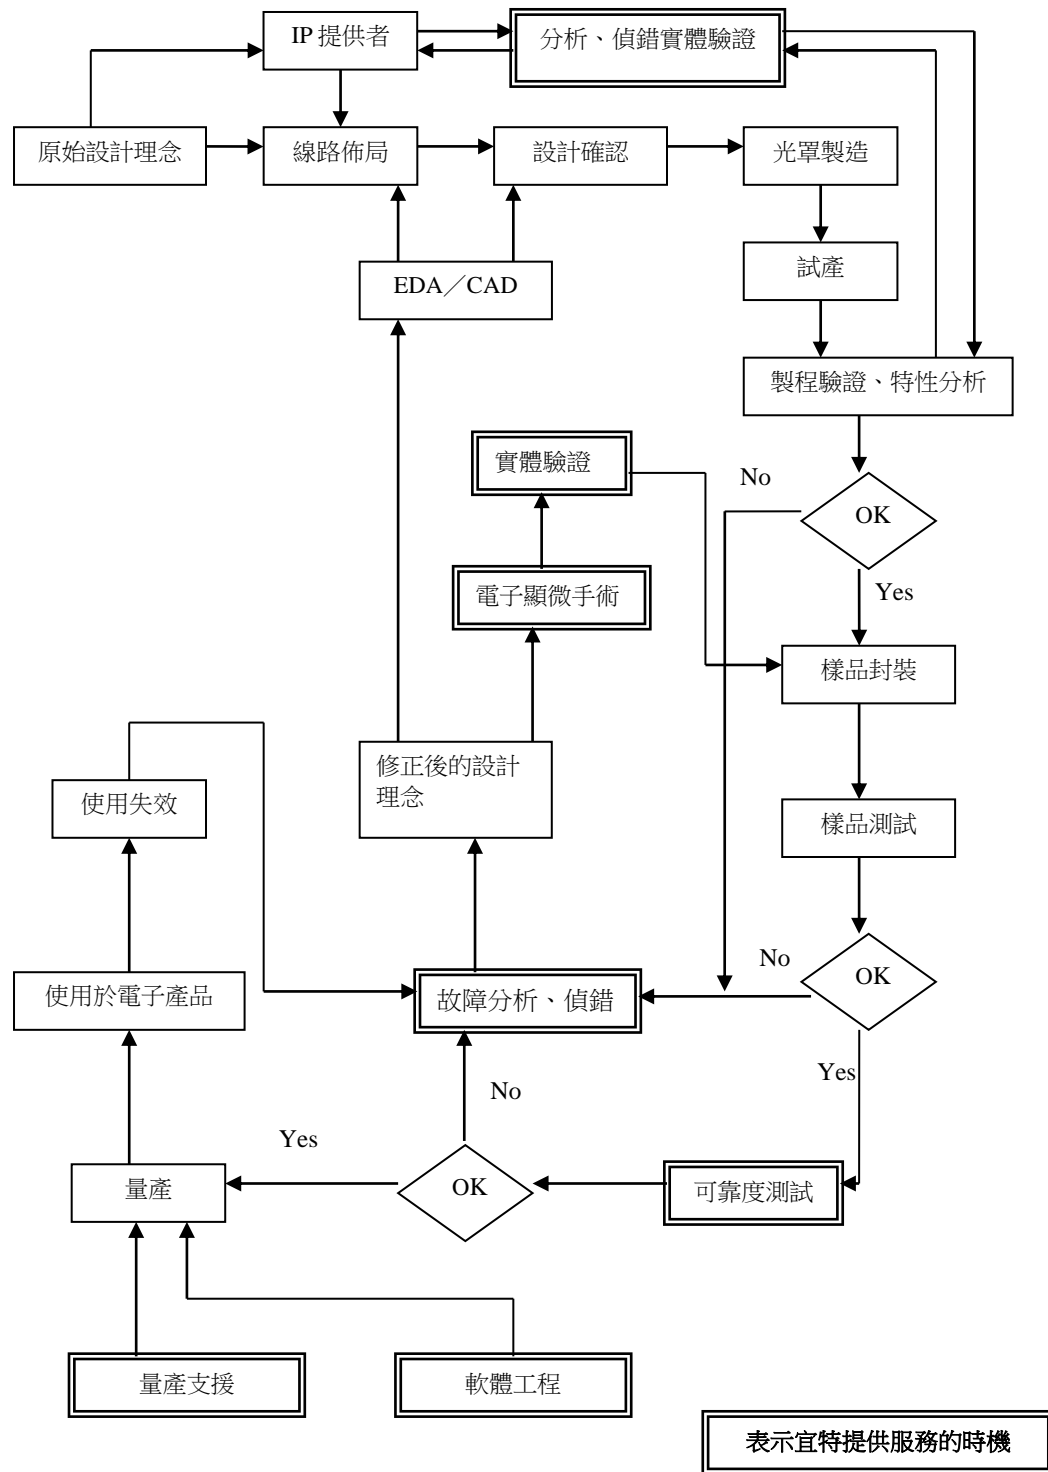 IP 提供者
分析、偵錯實體驗證
原始設計理念
線路佈局
設計確認
光罩製造
試產
EDA／CAD
製程驗證、特性分析
實體驗證
No
OK
電子顯微手術
Yes
樣品封裝
修正後的設計
理念
使用失效
樣品測試
No
OK
使用於電子產品
故障分析、偵錯
Yes
No
Yes
量產
OK
可靠度測試
量產支援
軟體工程
表示宜特提供服務的時機